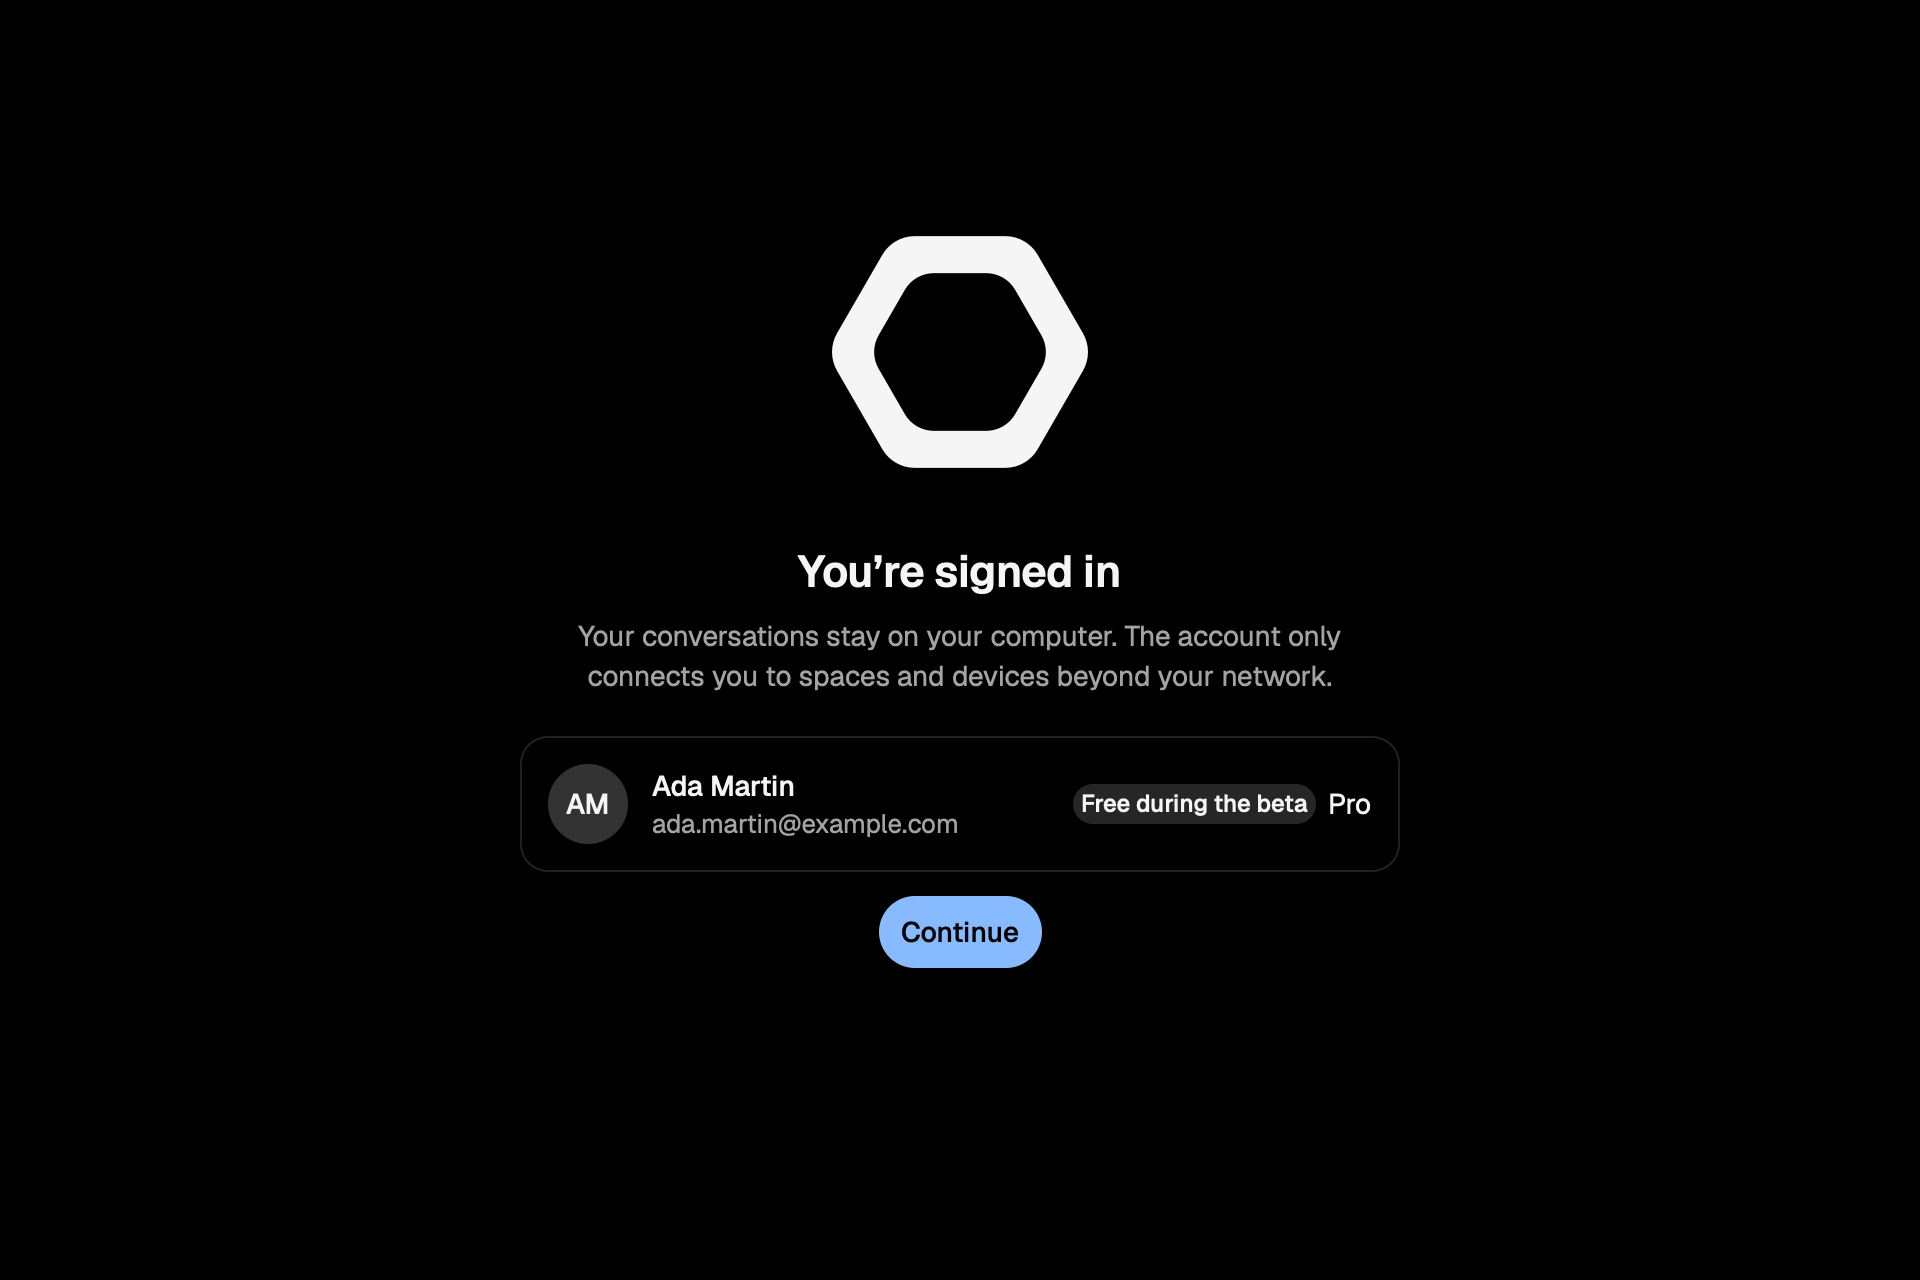 You’re signed in
Your conversations stay on your computer. The account only
connects you to spaces and devices beyond your network.
AM
Ada Martin
ada.martin@example.com
Free during the beta
Pro
Continue